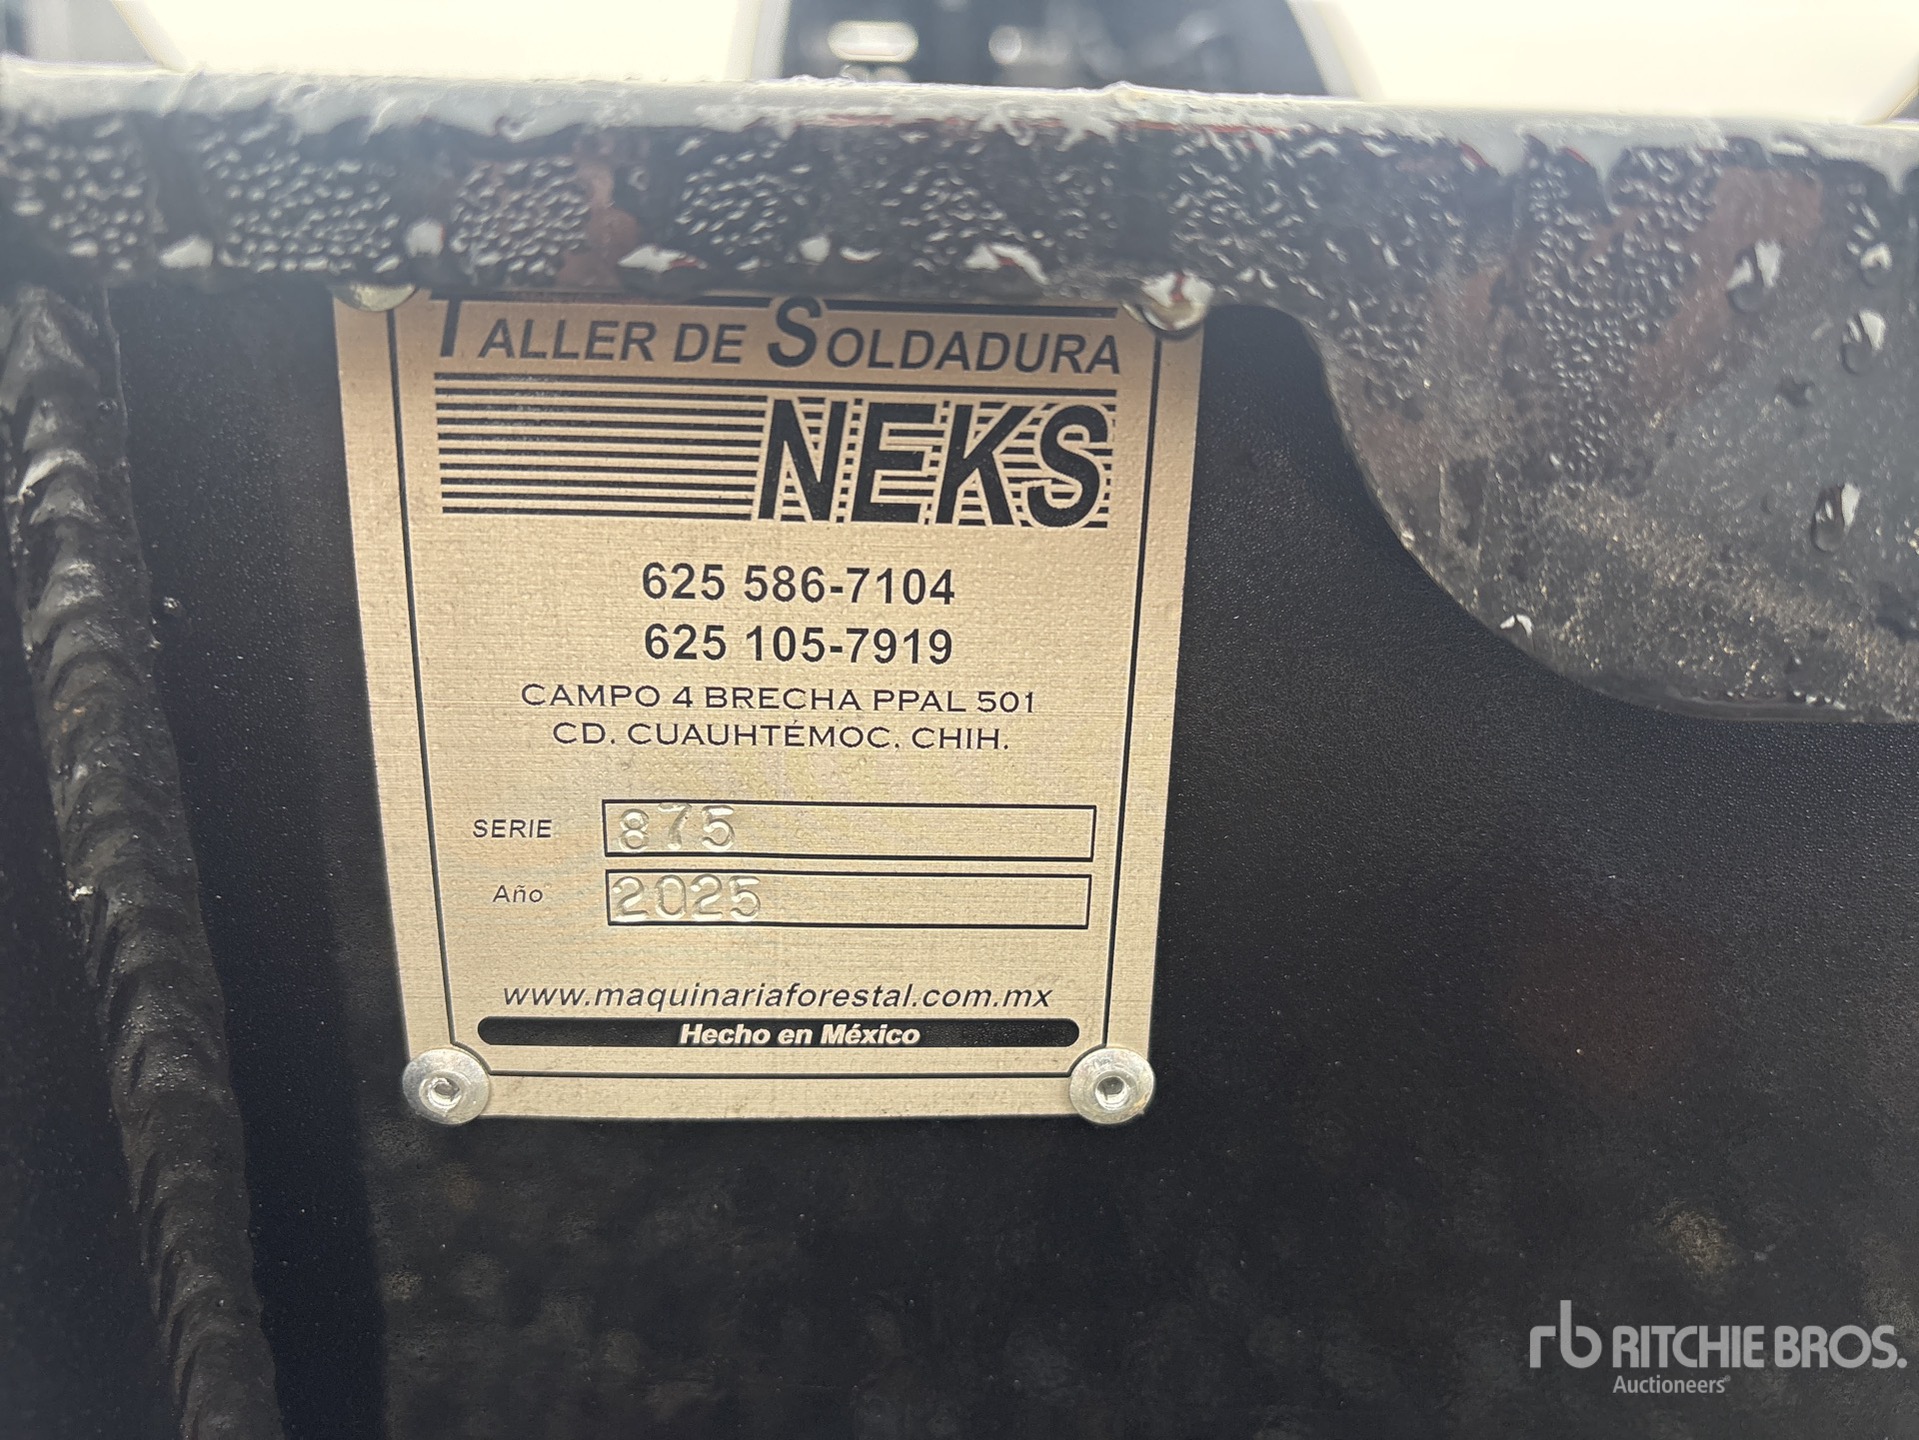 TALLER DE SOLDADURA
NEKS
625 586-7104
625 105-7919
CAMPO 4 BRECHA PPAL 501
CD. CUAUHTÉMOC, CHIH.
SERIE 875
Año 2025
www.maquinariaforestal.com.mx
Hecho en México
rb RITCHIE BROS.
Auctioneers